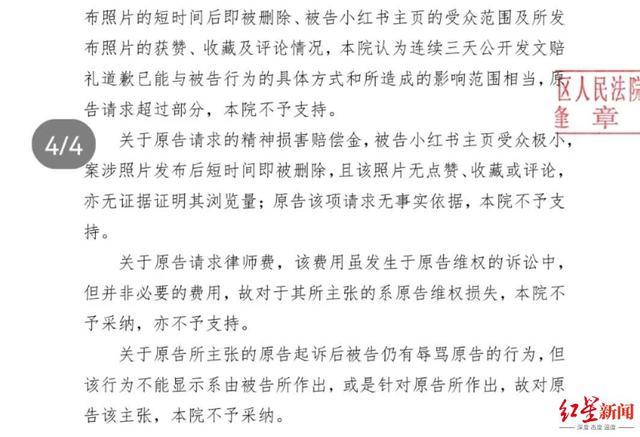 布照片的短时间后即被删除、被告小红书主页的受众范围及所发
布照片的获赞、收藏及评论情况，本院认为连续三天公开发文赔
礼道歉已能与被告行为的具体方式和所造成的影响范围相当，原
告请求超过部分，本院不予支持。
关于原告请求的精神损害赔偿金，被告小红书主页受众极小，
案涉照片发布后短时间即被删除，且该照片无点赞、收藏或评论，
亦无证据证明其浏览量；原告该项请求无事实依据，本院不予支
持。
关于原告请求律师费，该费用虽发生于原告维权的诉讼中，
但并非必要的费用，故对于其所主张的系原告维权损失，本院不
予采纳，亦不予支持。
关于原告所主张的原告起诉后被告仍有辱骂原告的行为，但
该行为不能显示系由被告所作出，或是针对原告所作出，故对原
告该主张，本院不予采纳。
4/4
区人民法院
缝 章
红星新闻
深度 态度 温度